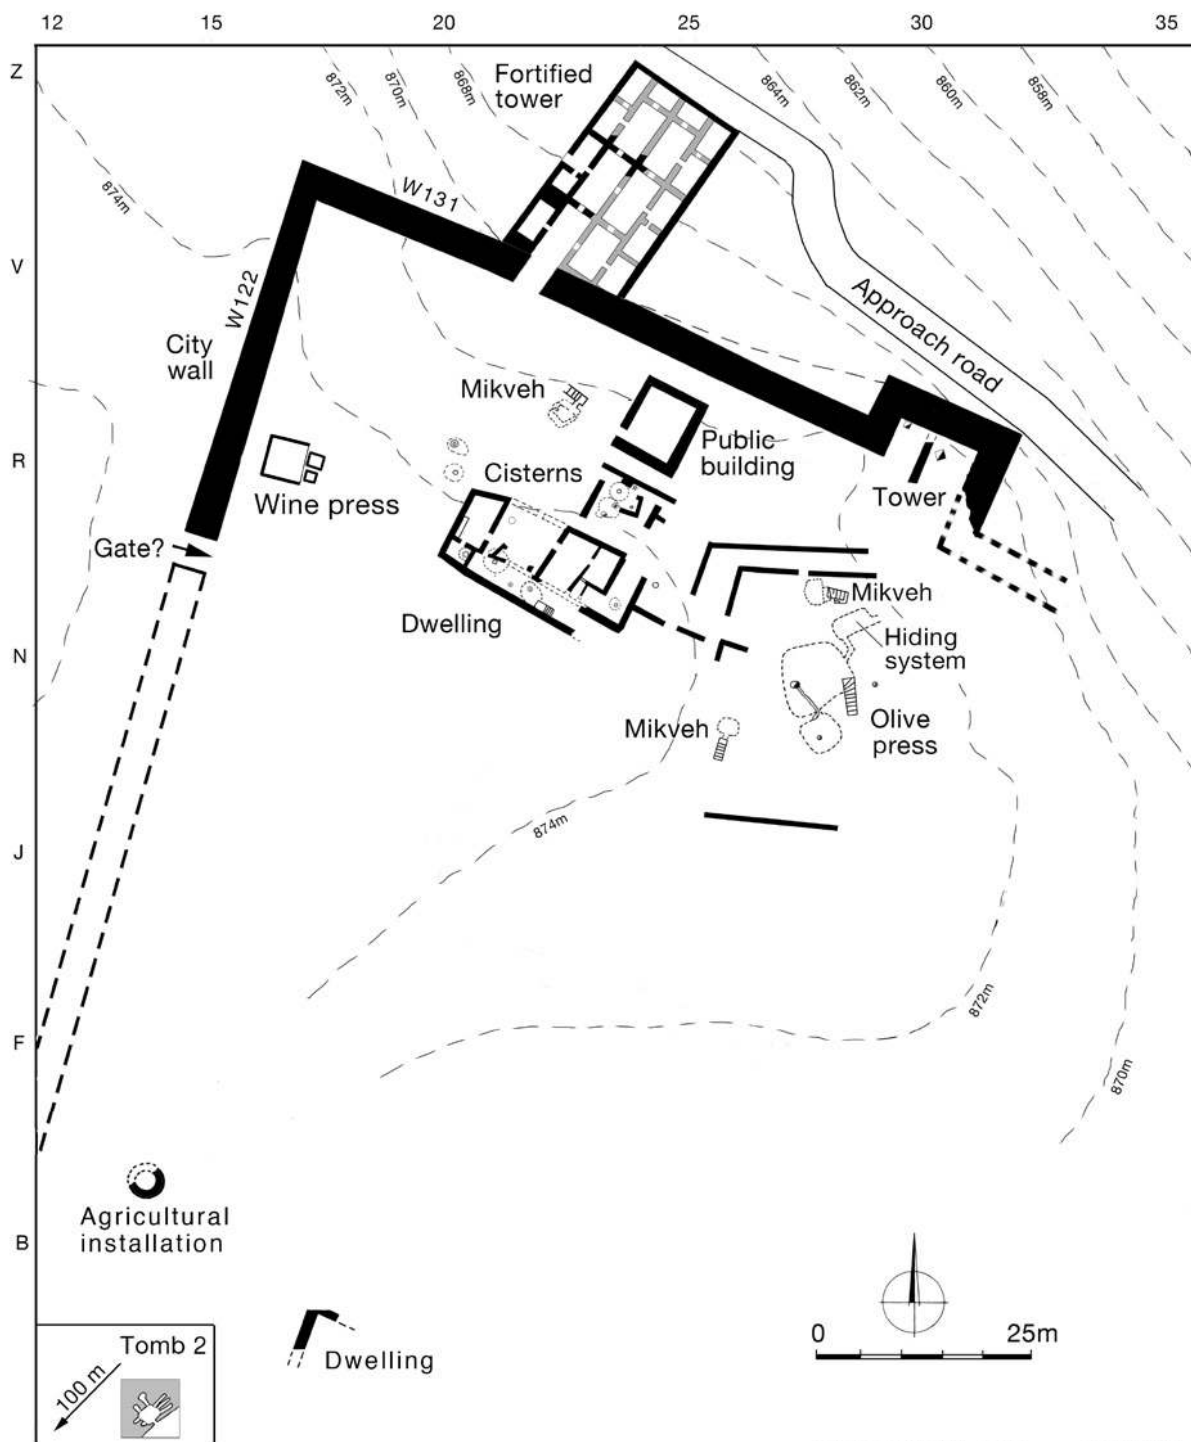 12 15 20 25 30 35
Z
Fortified
tower
872m
870m
868m
864m
862m
860m
858m
874m
W131
V
W122
Approach road
City
wall
Mikveh
Public
building
R
Cisterns
Tower
Wine press
Gate?
Mikveh
Dwelling
Hiding
system
N
Mikveh
Olive
press
874m
J
872m
F
870m
Agricultural
installation
B
0 25m
Tomb 2
100 m
Dwelling